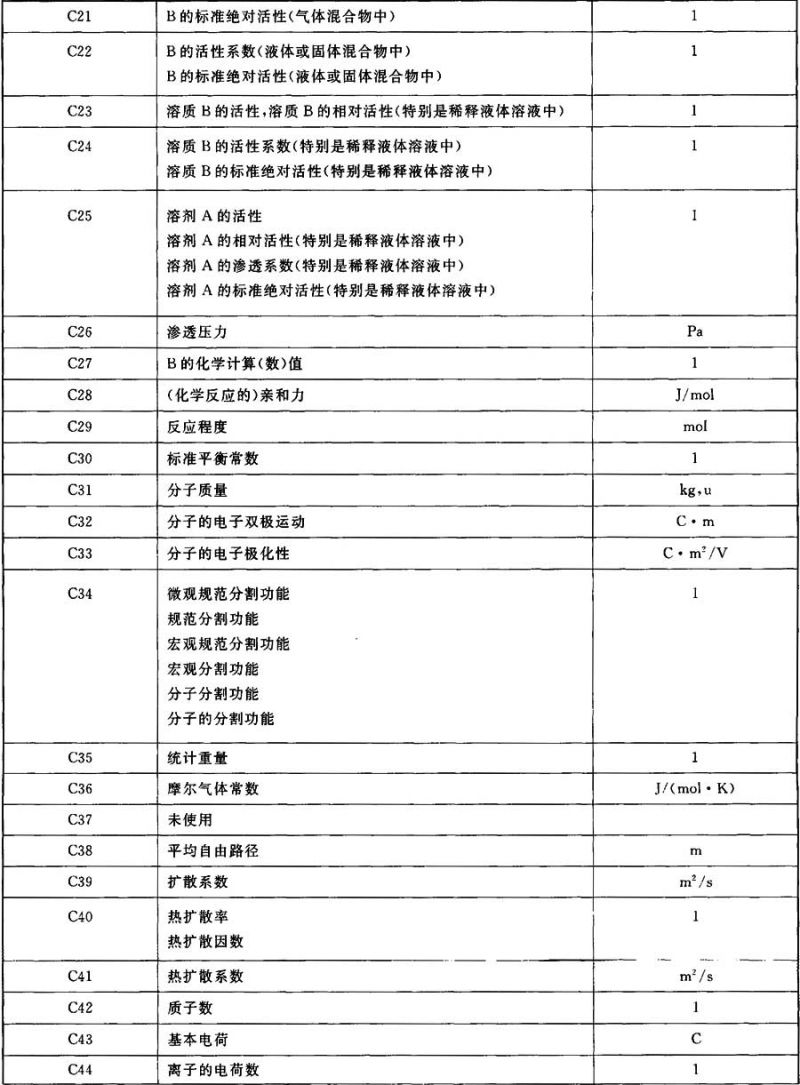 C21 B的标准绝对活性(气体混合物中) 1
C22 B的活性系数(液体或固体混合物中) 1
B的标准绝对活性(液体或固体混合物中)
C23 溶质B的活性,溶质B的相对活性(特别是稀释液体溶液中) 1
C24 溶质B的活性系数(特别是稀释液体溶液中) 1
溶质B的标准绝对活性(特别是稀释液体溶液中)
C25 溶剂A的活性 1
溶剂A的相对活性(特别是稀释液体溶液中)
溶剂A的渗透系数(特别是稀释液体溶液中)
溶剂A的标准绝对活性(特别是稀释液体溶液中)
C26 渗透压力 Pa
C27 B的化学计算(数)值 1
C28 (化学反应的)亲和力 J/mol
C29 反应程度 mol
C30 标准平衡常数 1
C31 分子质量 kg,u
C32 分子的电子双极运动 C·m
C33 分子的电子极化性 C·m²/V
C34 微观规范分割功能 1
规范分割功能
宏观规范分割功能
宏观分割功能
分子分割功能
分子的分割功能
C35 统计重量 1
C36 摩尔气体常数 J/(mol·K)
C37 未使用
C38 平均自由路径 m
C39 扩散系数 m²/s
C40 热扩散率 1
热扩散因数
C41 热扩散系数 m²/s
C42 质子数 1
C43 基本电荷 C
C44 离子的电荷数 1